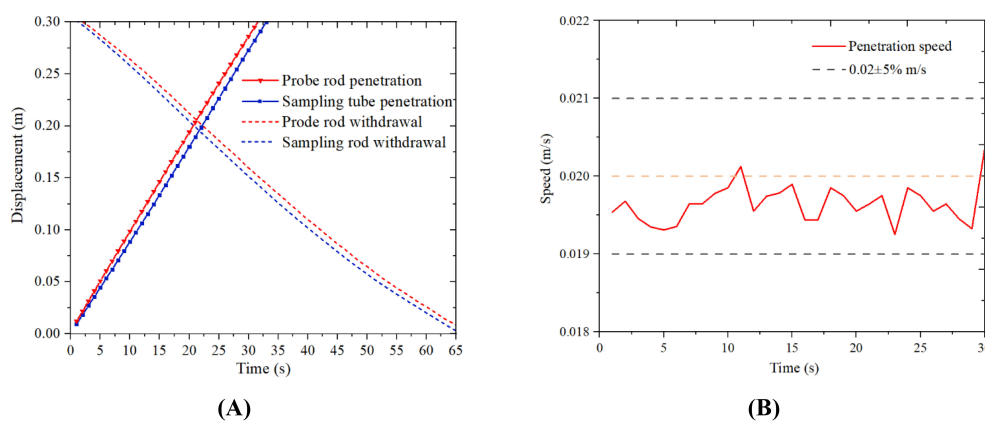 0.30
0.25
0.20
0.15
0.10
0.05
0.00
Displacement (m)
Probe rod penetration
Sampling tube penetration
Prode rod withdrawal
Sampling rod withdrawal
0 5 10 15 20 25 30 35 40 45 50 55 60 65
Time (s)
(A)
0.022
0.021
0.020
0.019
0.018
Speed (m/s)
Penetration speed
0.02±5% m/s
0 5 10 15 20 25 30
Time (s)
(B)